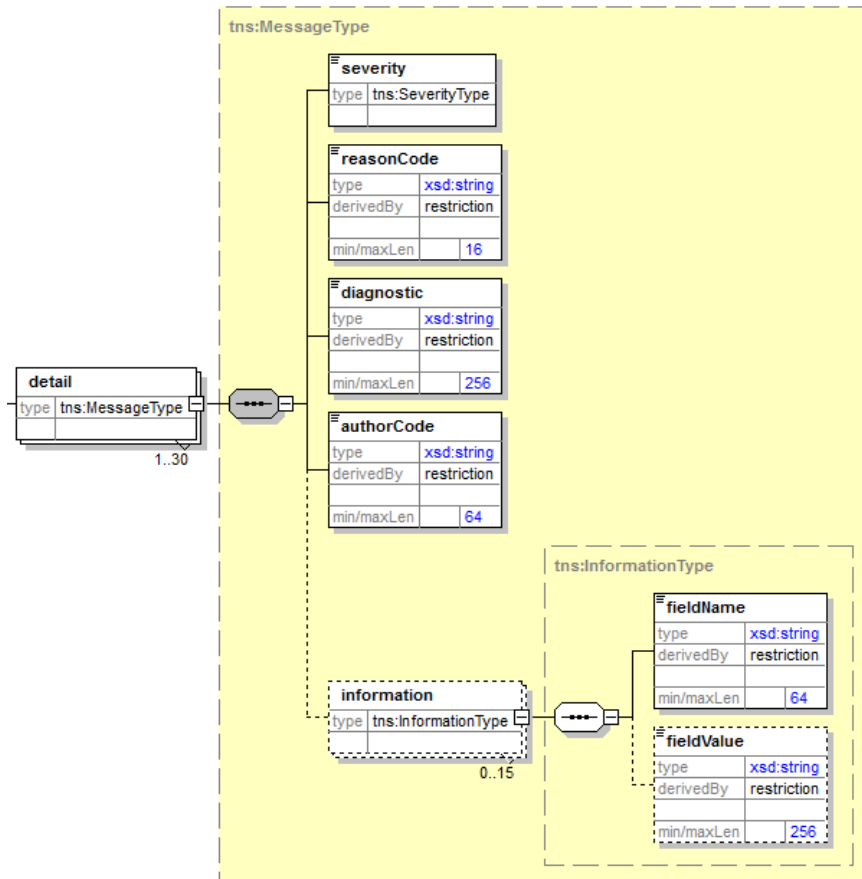 tns:MessageType
severity
type tns:SeverityType
reasonCode
type xsd:string
derivedBy restriction
min/maxLen 16
diagnostic
type xsd:string
derivedBy restriction
min/maxLen 256
detail
type tns:MessageType
1..30
authorCode
type xsd:string
derivedBy restriction
min/maxLen 64
tns:InformationType
fieldName
type xsd:string
derivedBy restriction
min/maxLen 64
information
type tns:InformationType
0..15
fieldValue
type xsd:string
derivedBy restriction
min/maxLen 256